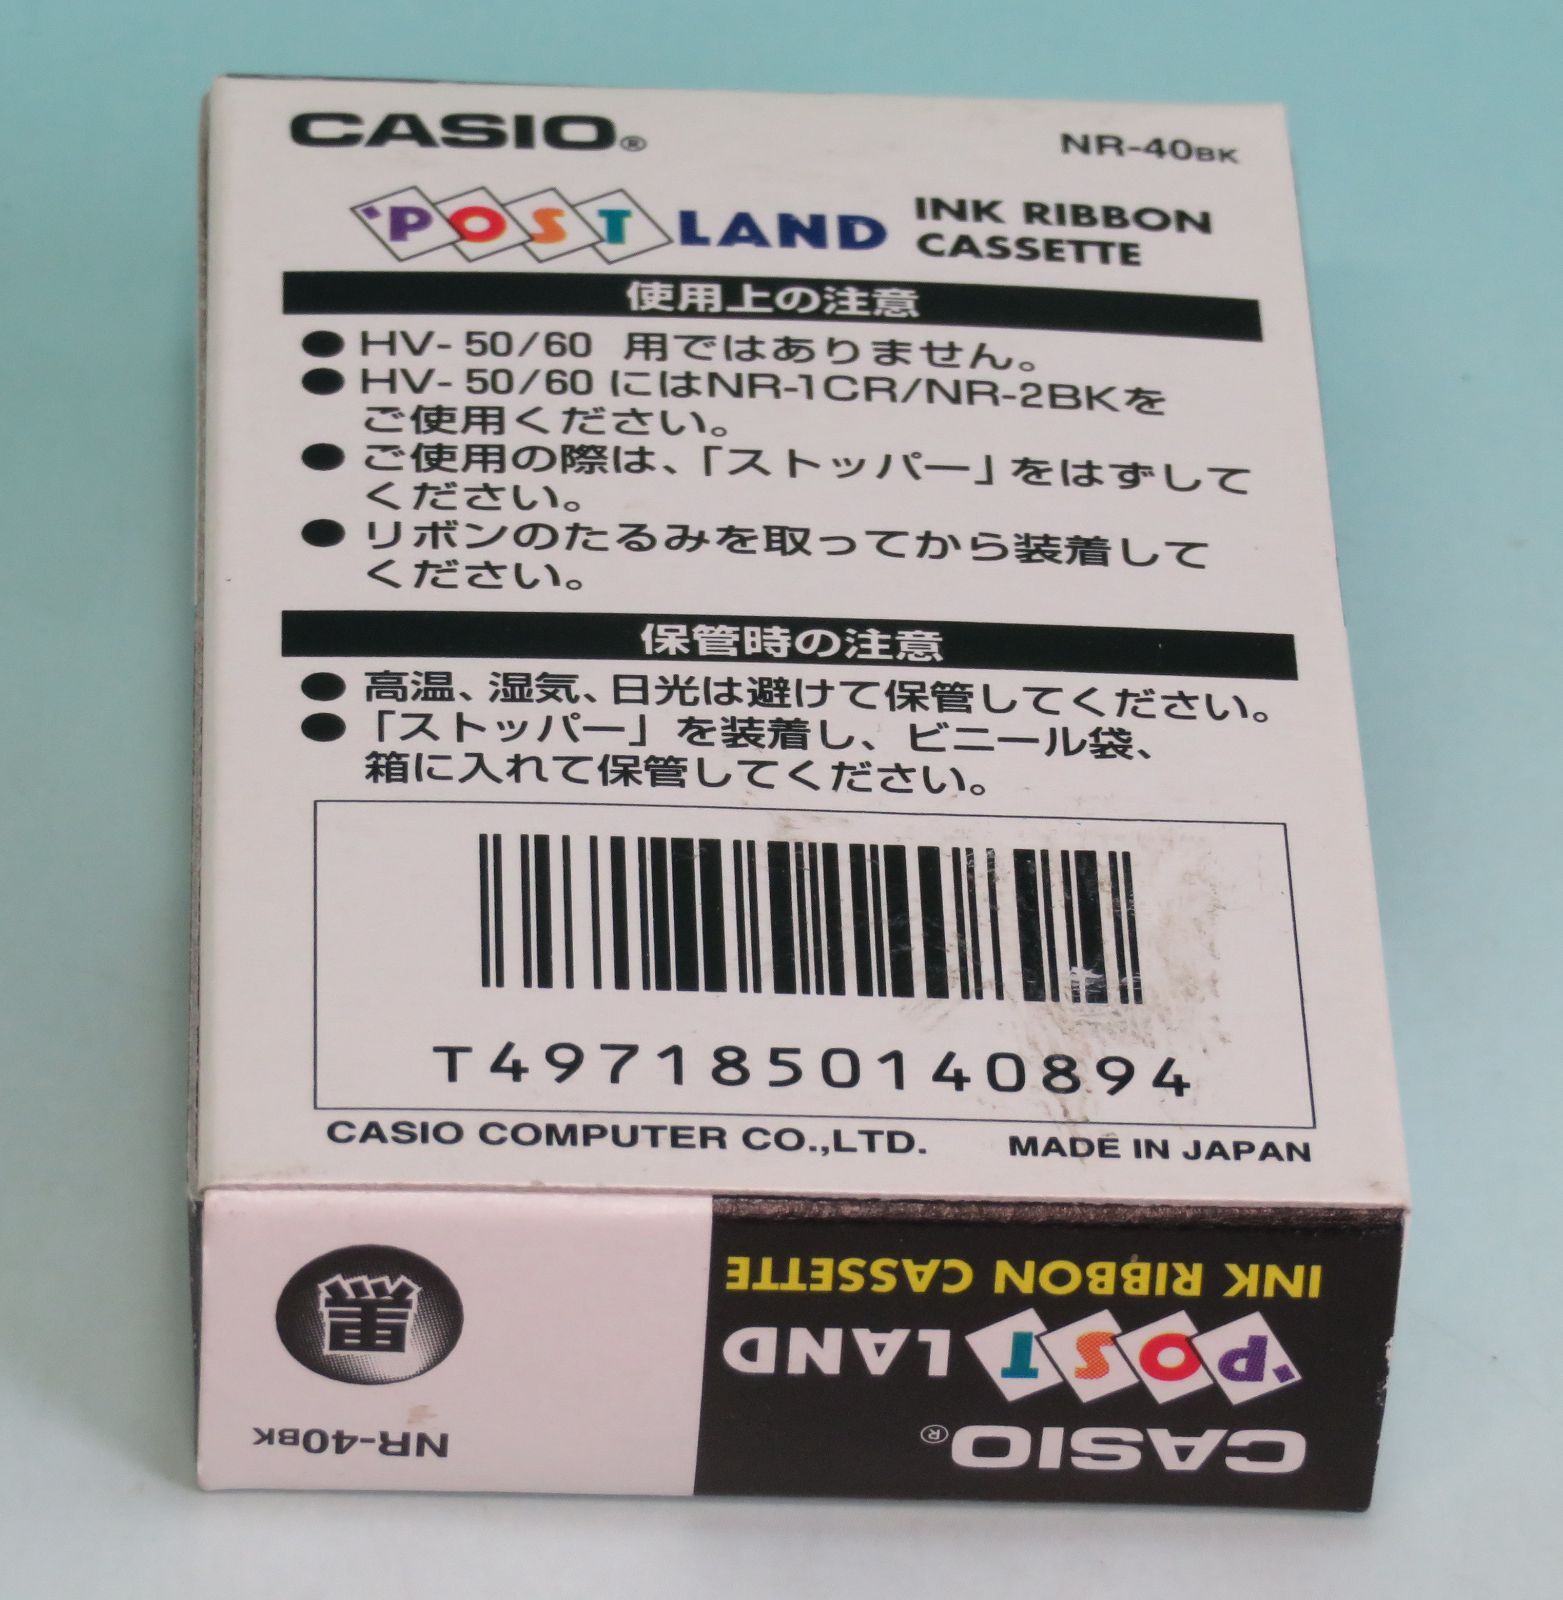 CASIO®
NR-40BK
'POST LAND INK RIBBON
CASSETTE
使用上の注意
●HV-50/60 用ではありません。
●HV-50/60 にはNR-1CR/NR-2BKを
ご使用ください。
●ご使用の際は、「ストッパー」をはずして
ください。
●リボンのたるみを取ってから装着して
ください。
保管時の注意
●高温、湿気、日光は避けて保管してください。
●「ストッパー」を装着し、ビニール袋、
箱に入れて保管してください。
T4971850140894
CASIO COMPUTER CO.,LTD. MADE IN JAPAN
CASIO®
'POST LAND
INK RIBBON CASSETTE
NR-40BK
黒